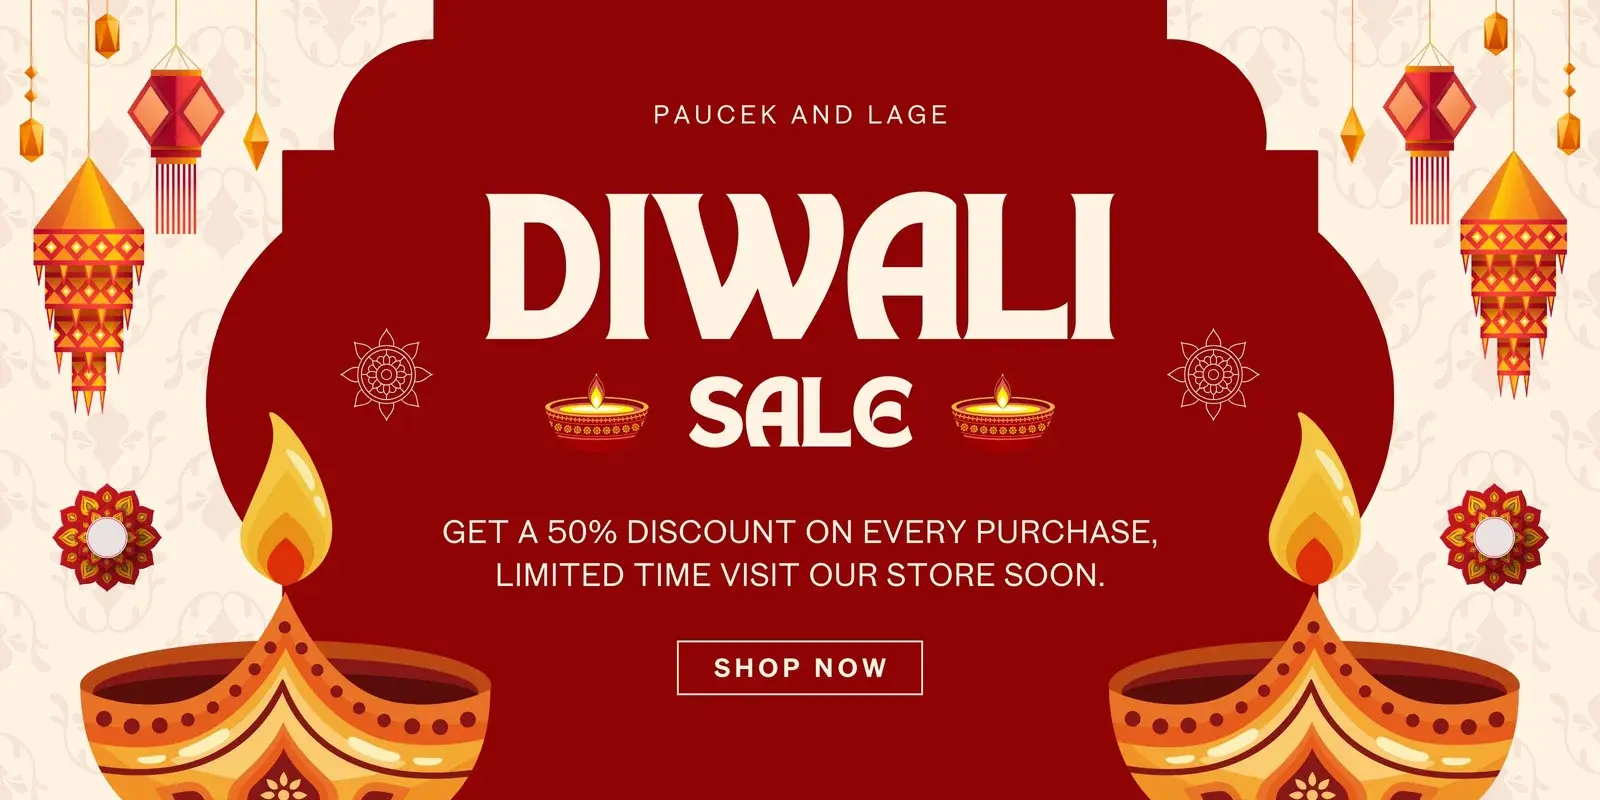 PAUCEK AND LAGE
DIWALI
SALE
GET A 50% DISCOUNT ON EVERY PURCHASE,
LIMITED TIME VISIT OUR STORE SOON.
SHOP NOW